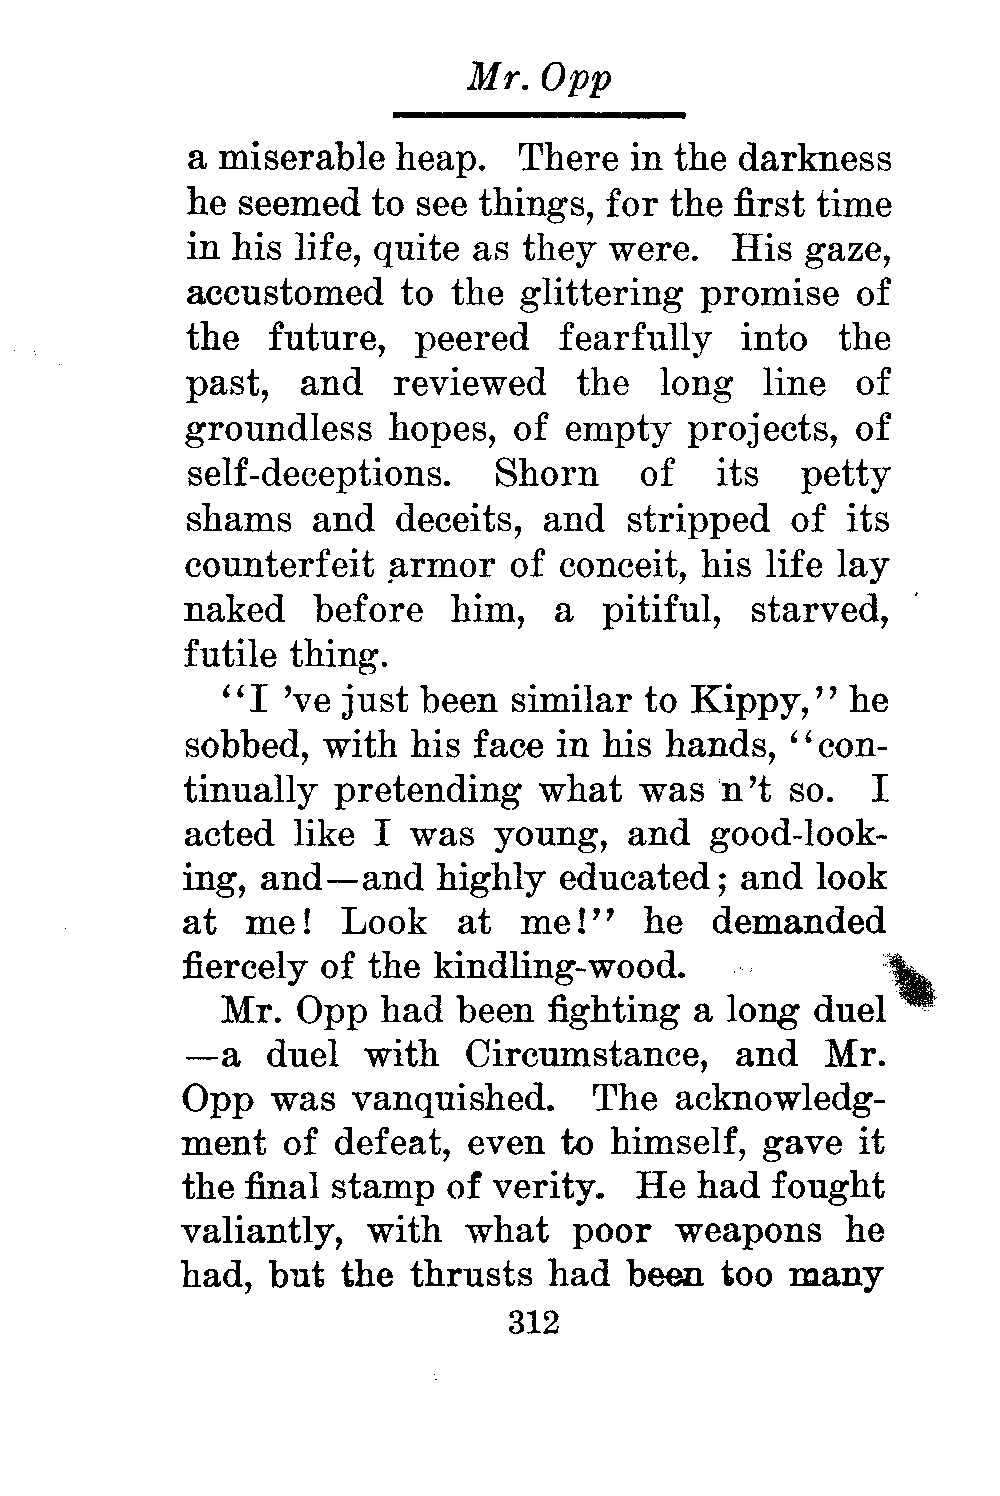 Mr. Opp
a miserable heap. There in the darkness
he seemed to see things, for the first time
in his life, quite as they were. His gaze,
accustomed to the glittering promise of
the future, peered fearfully into the
past, and reviewed the long line of
groundless hopes, of empty projects, of
self-deceptions. Shorn of its petty
shams and deceits, and stripped of its
counterfeit armor of conceit, his life lay
naked before him, a pitiful, starved,
futile thing.
“I ’ve just been similar to Kippy,” he
sobbed, with his face in his hands, “con-
tinually pretending what was n’t so. I
acted like I was young, and good-look-
ing, and—and highly educated; and look
at me! Look at me!” he demanded
fiercely of the kindling-wood.
Mr. Opp had been fighting a long duel
—a duel with Circumstance, and Mr.
Opp was vanquished. The acknowledg-
ment of defeat, even to himself, gave it
the final stamp of verity. He had fought
valiantly, with what poor weapons he
had, but the thrusts had been too many
312